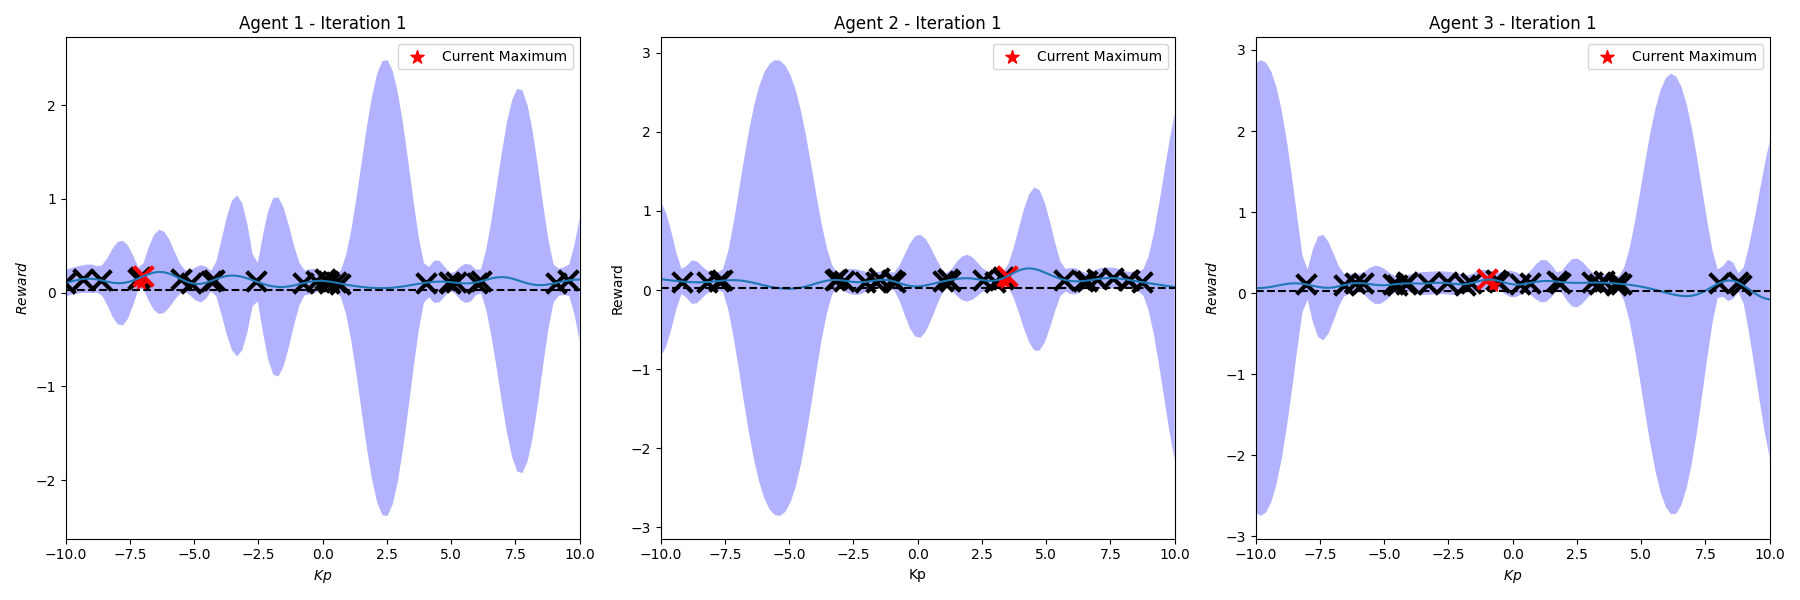 Agent 1 - Iteration 1
Current Maximum
2
1
0
−1
−2
Reward
−10.0 −7.5 −5.0 −2.5 0.0 2.5 5.0 7.5 10.0
Kp
Agent 2 - Iteration 1
Current Maximum
3
2
1
0
−1
−2
−3
Reward
−10.0 −7.5 −5.0 −2.5 0.0 2.5 5.0 7.5 10.0
Kp
Agent 3 - Iteration 1
Current Maximum
3
2
1
0
−1
−2
−3
Reward
−10.0 −7.5 −5.0 −2.5 0.0 2.5 5.0 7.5 10.0
Kp